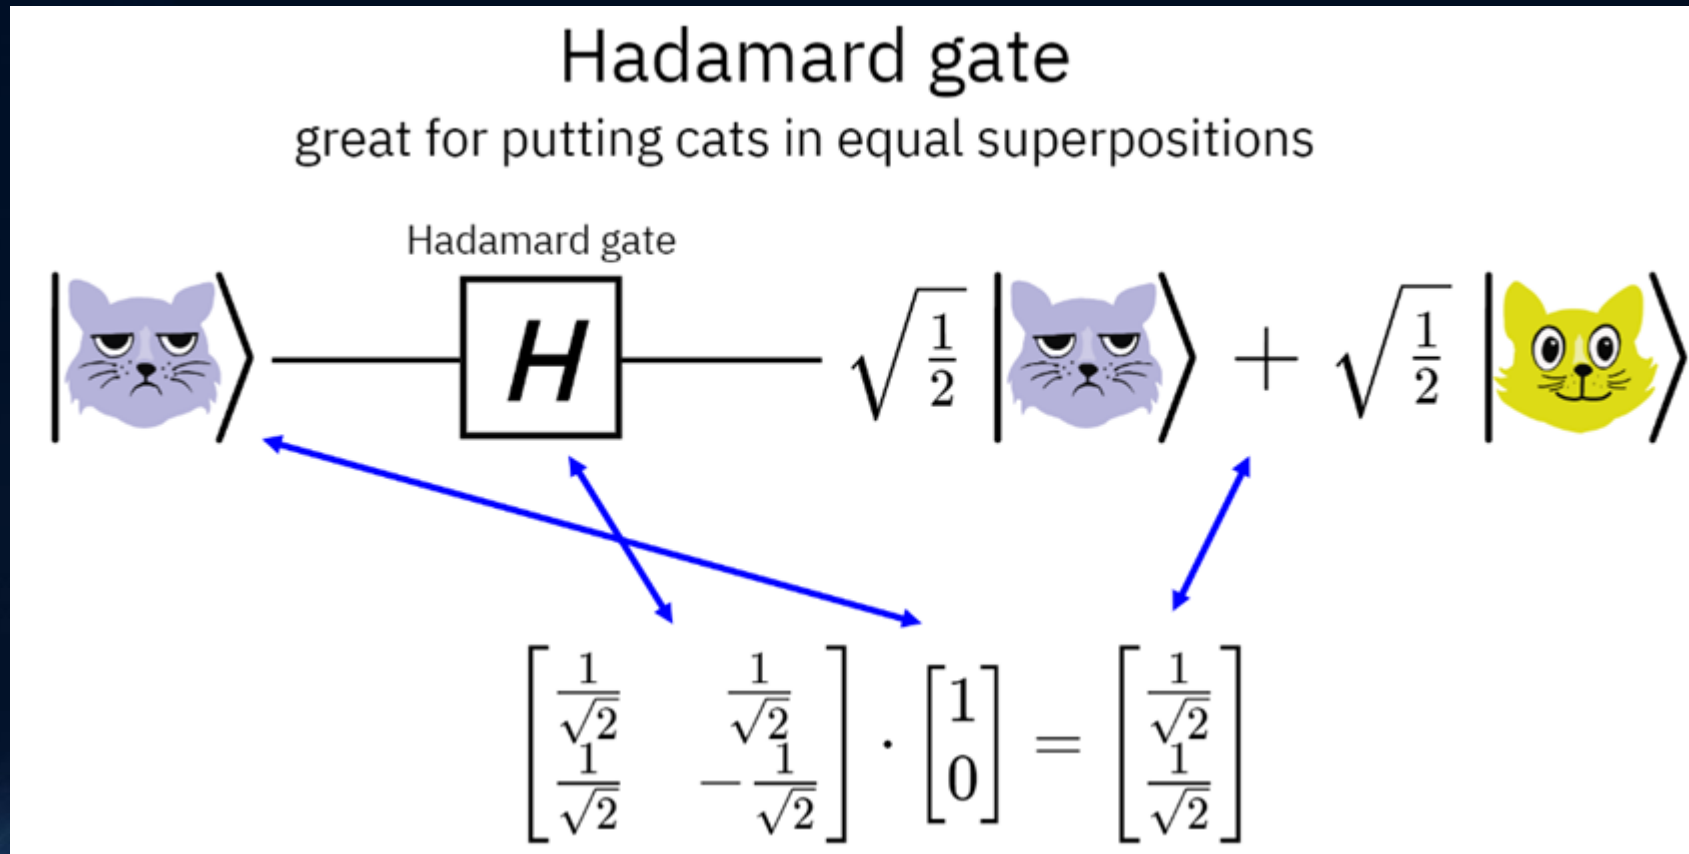 Hadamard gate
great for putting cats in equal superpositions
Hadamard gate
| ⟩ H √(1/2) | ⟩ + √(1/2) | ⟩
[1/√2 1/√2; 1/√2 -1/√2] · [1; 0] = [1/√2; 1/√2]